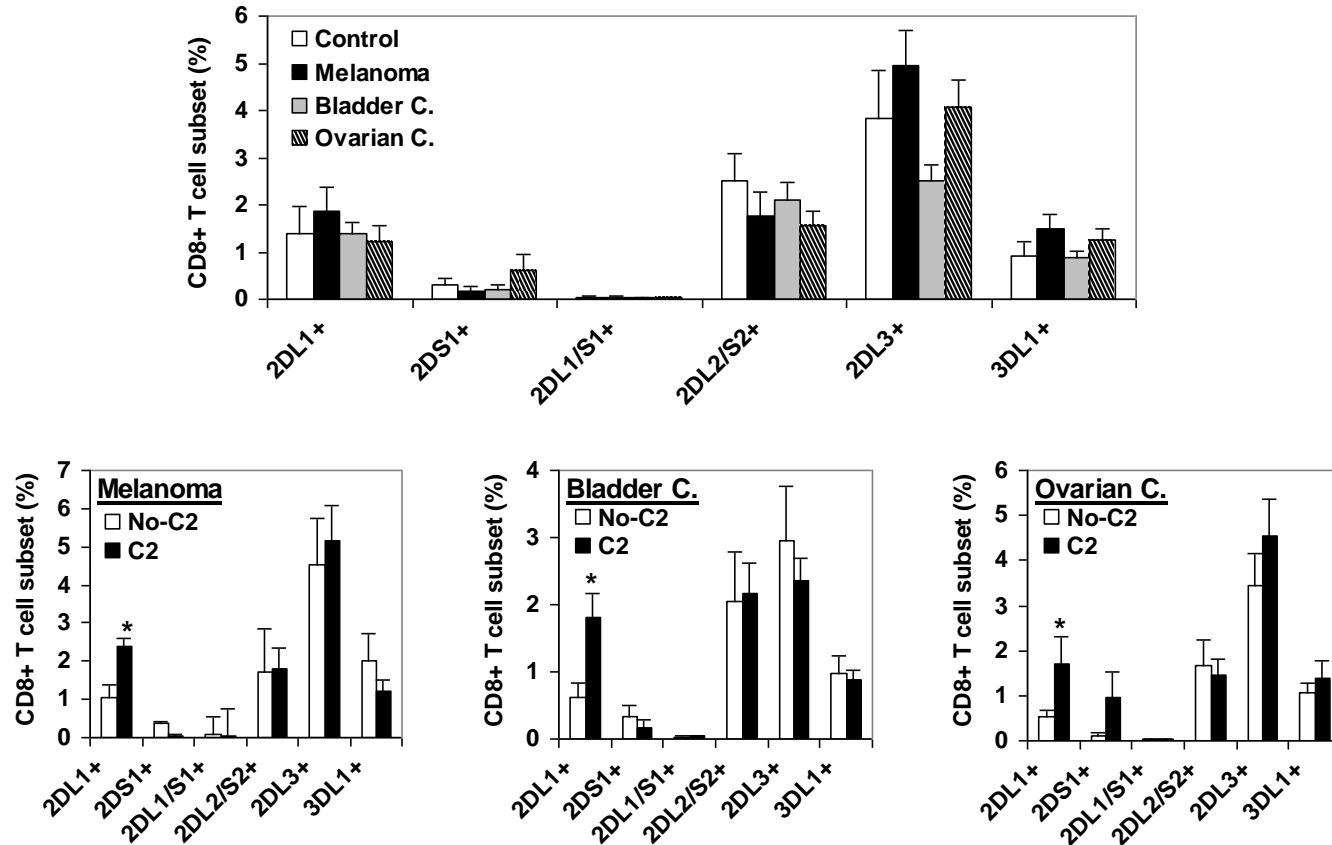 CD8+ T cell subset (%)
6
5
4
3
2
1
0
Control
Melanoma
Bladder C.
Ovarian C.
2DL1+
2DS1+
2DL1/S1+
2DL2/S2+
2DL3+
3DL1+
CD8+ T cell subset (%)
7
6
5
4
3
2
1
0
Melanoma
No-C2
C2
*
2DL1+
2DS1+
2DL1/S1+
2DL2/S2+
2DL3+
3DL1+
CD8+ T cell subset (%)
4
3
2
1
0
Bladder C.
No-C2
C2
*
2DL1+
2DS1+
2DL1/S1+
2DL2/S2+
2DL3+
3DL1+
CD8+ T cell subset (%)
6
5
4
3
2
1
0
Ovarian C.
No-C2
C2
*
2DL1+
2DS1+
2DL1/S1+
2DL2/S2+
2DL3+
3DL1+